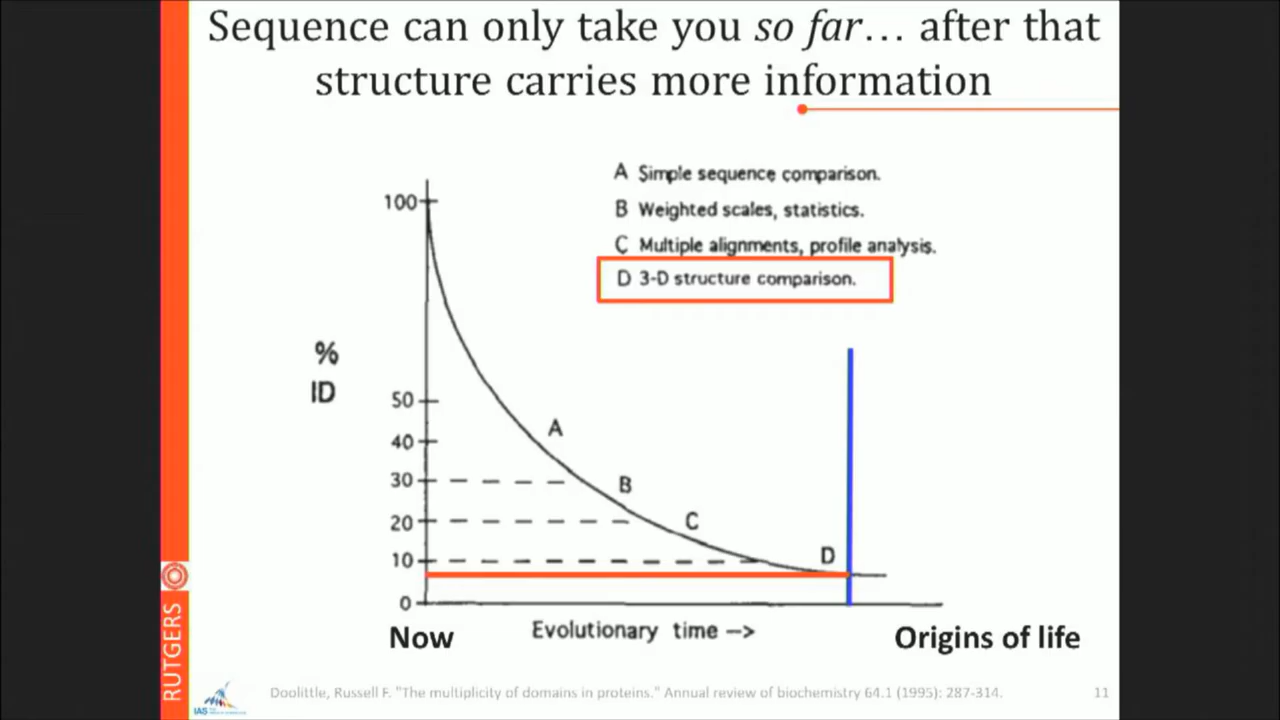 Sequence can only take you so far… after that
structure carries more information
A Simple sequence comparison.
B Weighted scales, statistics.
C Multiple alignments, profile analysis.
D 3-D structure comparison.
100
%
ID
50
40
30
20
10
0
A
B
C
D
Now
Evolutionary time -->
Origins of life
RUTGERS
IAS
Doolittle, Russell F. "The multiplicity of domains in proteins." Annual review of biochemistry 64.1 (1995): 287-314.
11